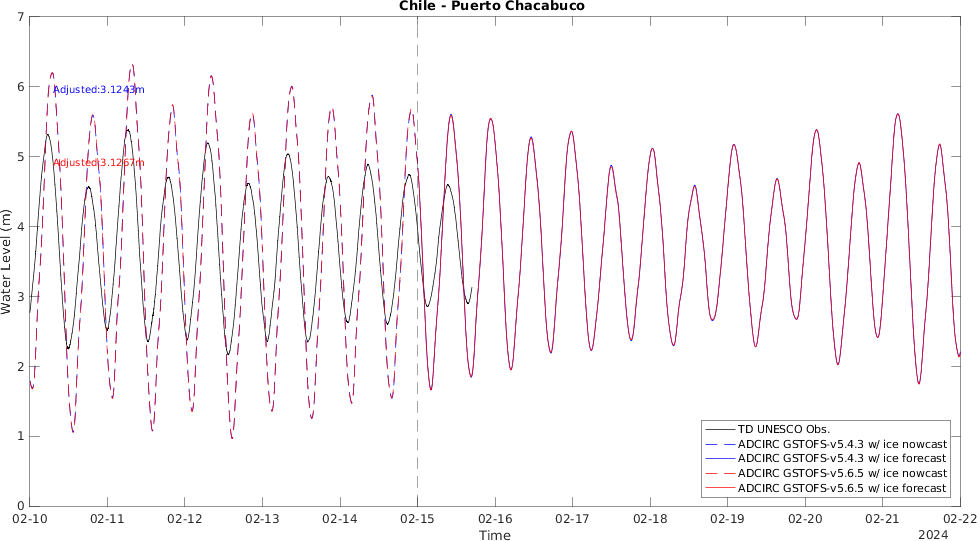 Chile - Puerto Chacabuco
7
6
5
4
3
2
1
0
Water Level (m)
Adjusted:3.1243m
Adjusted:3.1267m
TD UNESCO Obs.
ADCIRC GSTOFS-v5.4.3 w/ ice nowcast
ADCIRC GSTOFS-v5.4.3 w/ ice forecast
ADCIRC GSTOFS-v5.6.5 w/ ice nowcast
ADCIRC GSTOFS-v5.6.5 w/ ice forecast
02-10 02-11 02-12 02-13 02-14 02-15 02-16 02-17 02-18 02-19 02-20 02-21 02-22
Time
2024